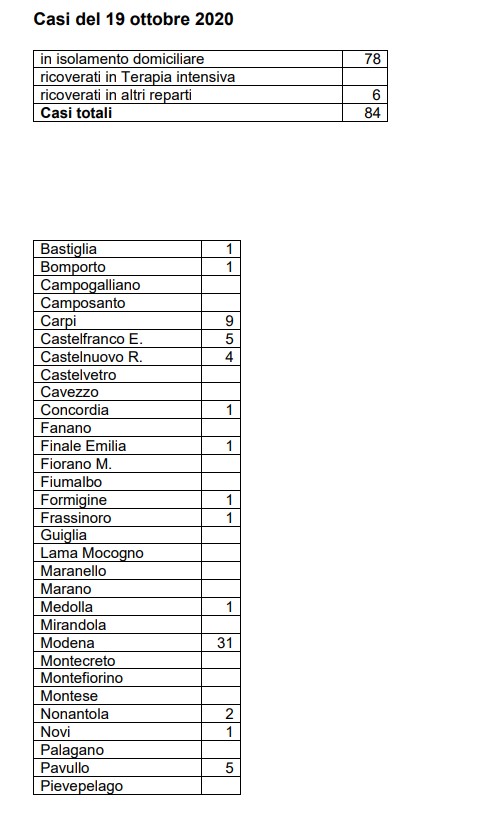 Casi del 19 ottobre 2020
in isolamento domiciliare 78
ricoverati in Terapia intensiva
ricoverati in altri reparti 6
Casi totali 84
Bastiglia 1
Bomporto 1
Campogalliano
Camposanto
Carpi 9
Castelfranco E. 5
Castelnuovo R. 4
Castelvetro
Cavezzo
Concordia 1
Fanano
Finale Emilia 1
Fiorano M.
Fiumalbo
Formigine 1
Frassinoro 1
Guiglia
Lama Mocogno
Maranello
Marano
Medolla 1
Mirandola
Modena 31
Montecreto
Montefiorino
Montese
Nonantola 2
Novi 1
Palagano
Pavullo 5
Pievepelago